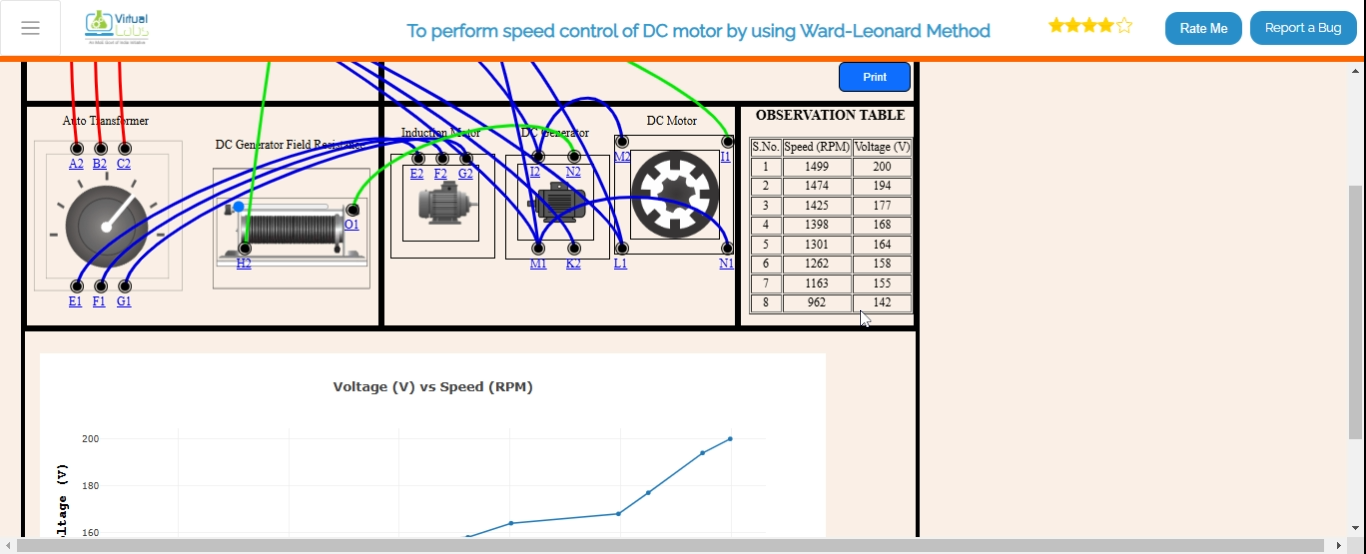 Virtual
Labs
To perform speed control of DC motor by using Ward-Leonard Method
Rate Me
Report a Bug
Print
Auto Transformer
A2 B2 C2
E1 F1 G1
DC Generator Field Resistance
O1
H2
Induction Motor
E2 F2 G2
DC Generator
I2 N2
M1 K2
DC Motor
M2 I1
L1 N1
OBSERVATION TABLE
S.No. Speed (RPM) Voltage (V)
1 1499 200
2 1474 194
3 1425 177
4 1398 168
5 1301 164
6 1262 158
7 1163 155
8 962 142
Voltage (V) vs Speed (RPM)
200
180
160
ltage (V)